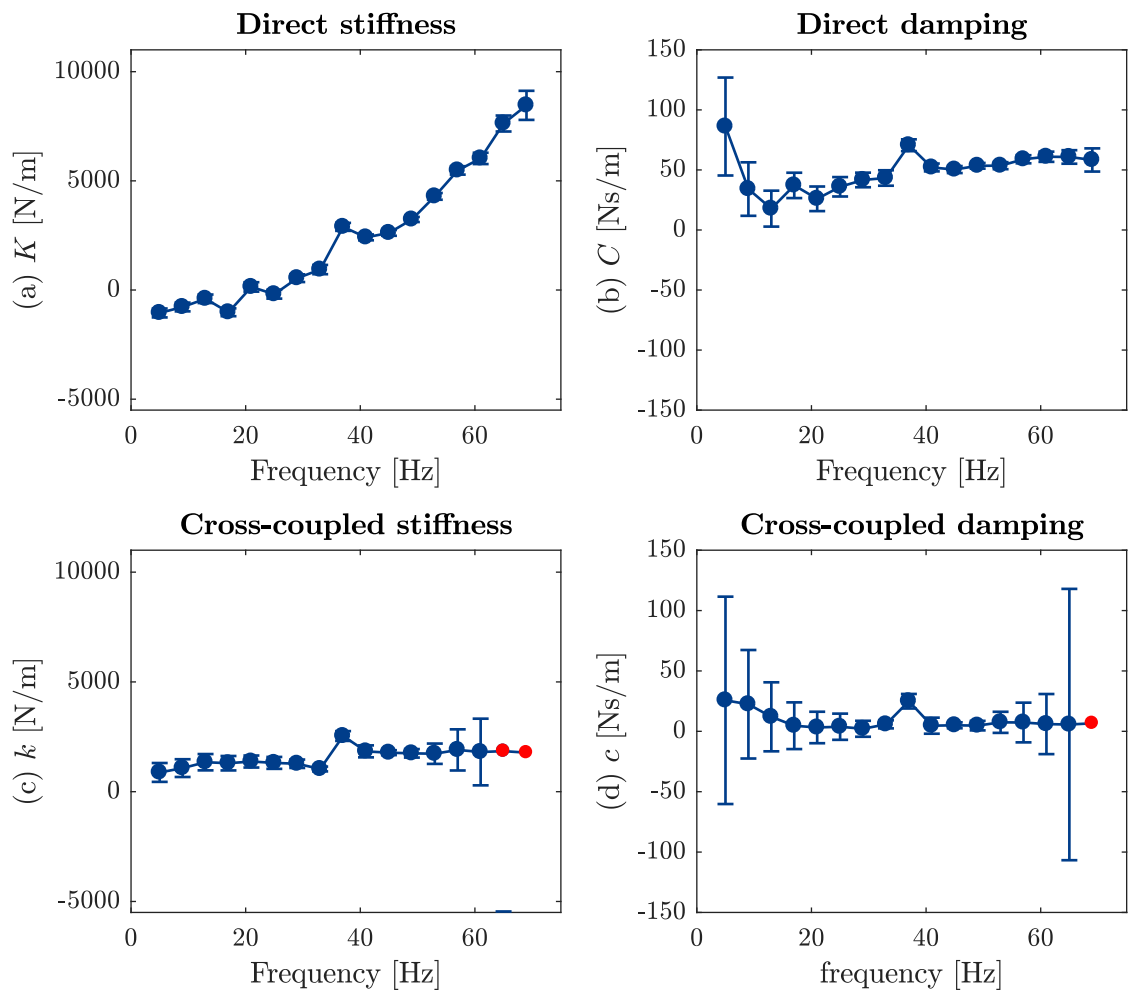 Direct stiffness
10000
5000
0
-5000
(a) K [N/m]
0 20 40 60
Frequency [Hz]
Direct damping
150
100
50
0
-50
-100
-150
(b) C [Ns/m]
0 20 40 60
Frequency [Hz]
Cross-coupled stiffness
10000
5000
0
-5000
(c) k [N/m]
0 20 40 60
Frequency [Hz]
Cross-coupled damping
150
100
50
0
-50
-100
-150
(d) c [Ns/m]
0 20 40 60
frequency [Hz]